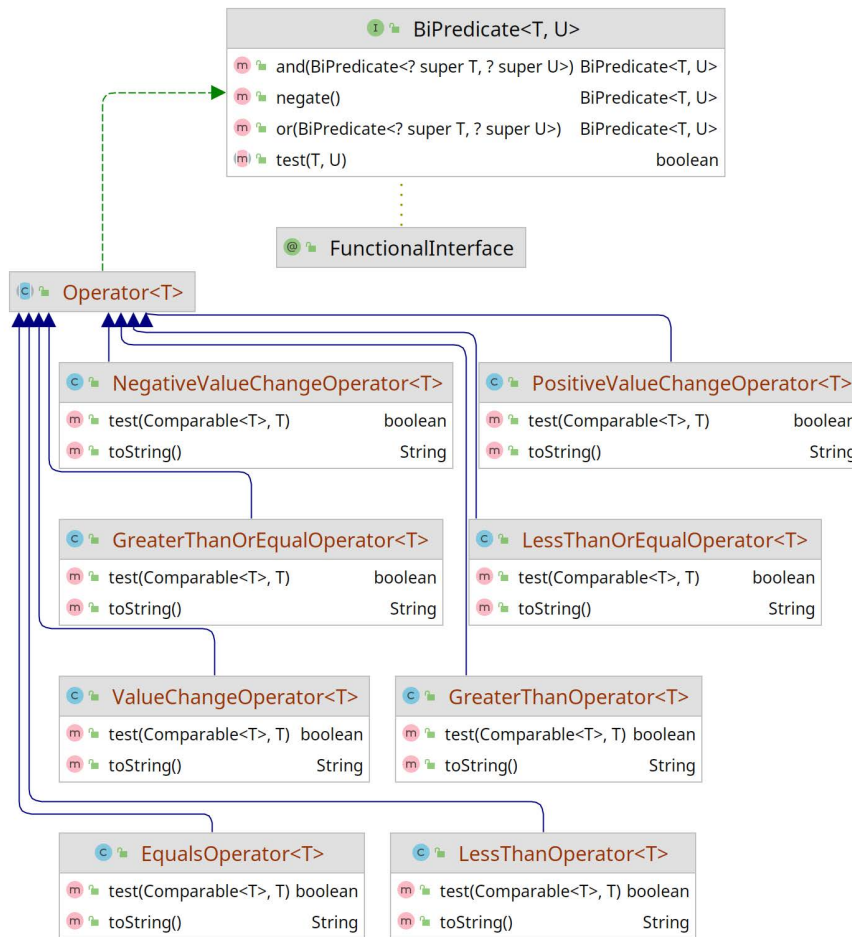 I BiPredicate<T, U>
m and(BiPredicate<? super T, ? super U>) BiPredicate<T, U>
m negate() BiPredicate<T, U>
m or(BiPredicate<? super T, ? super U>) BiPredicate<T, U>
m test(T, U) boolean
@ FunctionalInterface
C Operator<T>
C NegativeValueChangeOperator<T>
m test(Comparable<T>, T) boolean
m toString() String
C PositiveValueChangeOperator<T>
m test(Comparable<T>, T) boolean
m toString() String
C GreaterThanOrEqualOperator<T>
m test(Comparable<T>, T) boolean
m toString() String
C LessThanOrEqualOperator<T>
m test(Comparable<T>, T) boolean
m toString() String
C ValueChangeOperator<T>
m test(Comparable<T>, T) boolean
m toString() String
C GreaterThanOperator<T>
m test(Comparable<T>, T) boolean
m toString() String
C EqualsOperator<T>
m test(Comparable<T>, T) boolean
m toString() String
C LessThanOperator<T>
m test(Comparable<T>, T) boolean
m toString() String